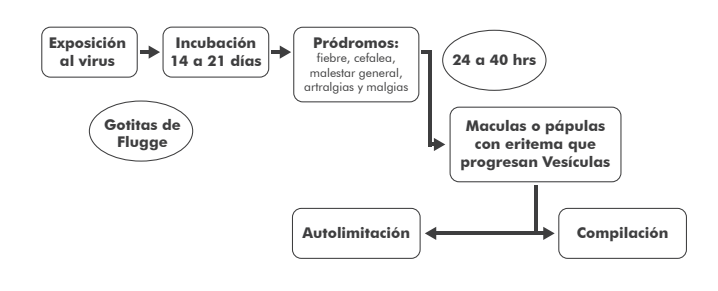 Exposición
al virus
Incubación
14 a 21 días
Pródromos:
fiebre, cefalea,
malestar general,
artralgias y malgias
24 a 40 hrs
Gotitas de
Flugge
Maculas o pápulas
con eritema que
progresan Vesículas
Autolimitación
Compilación